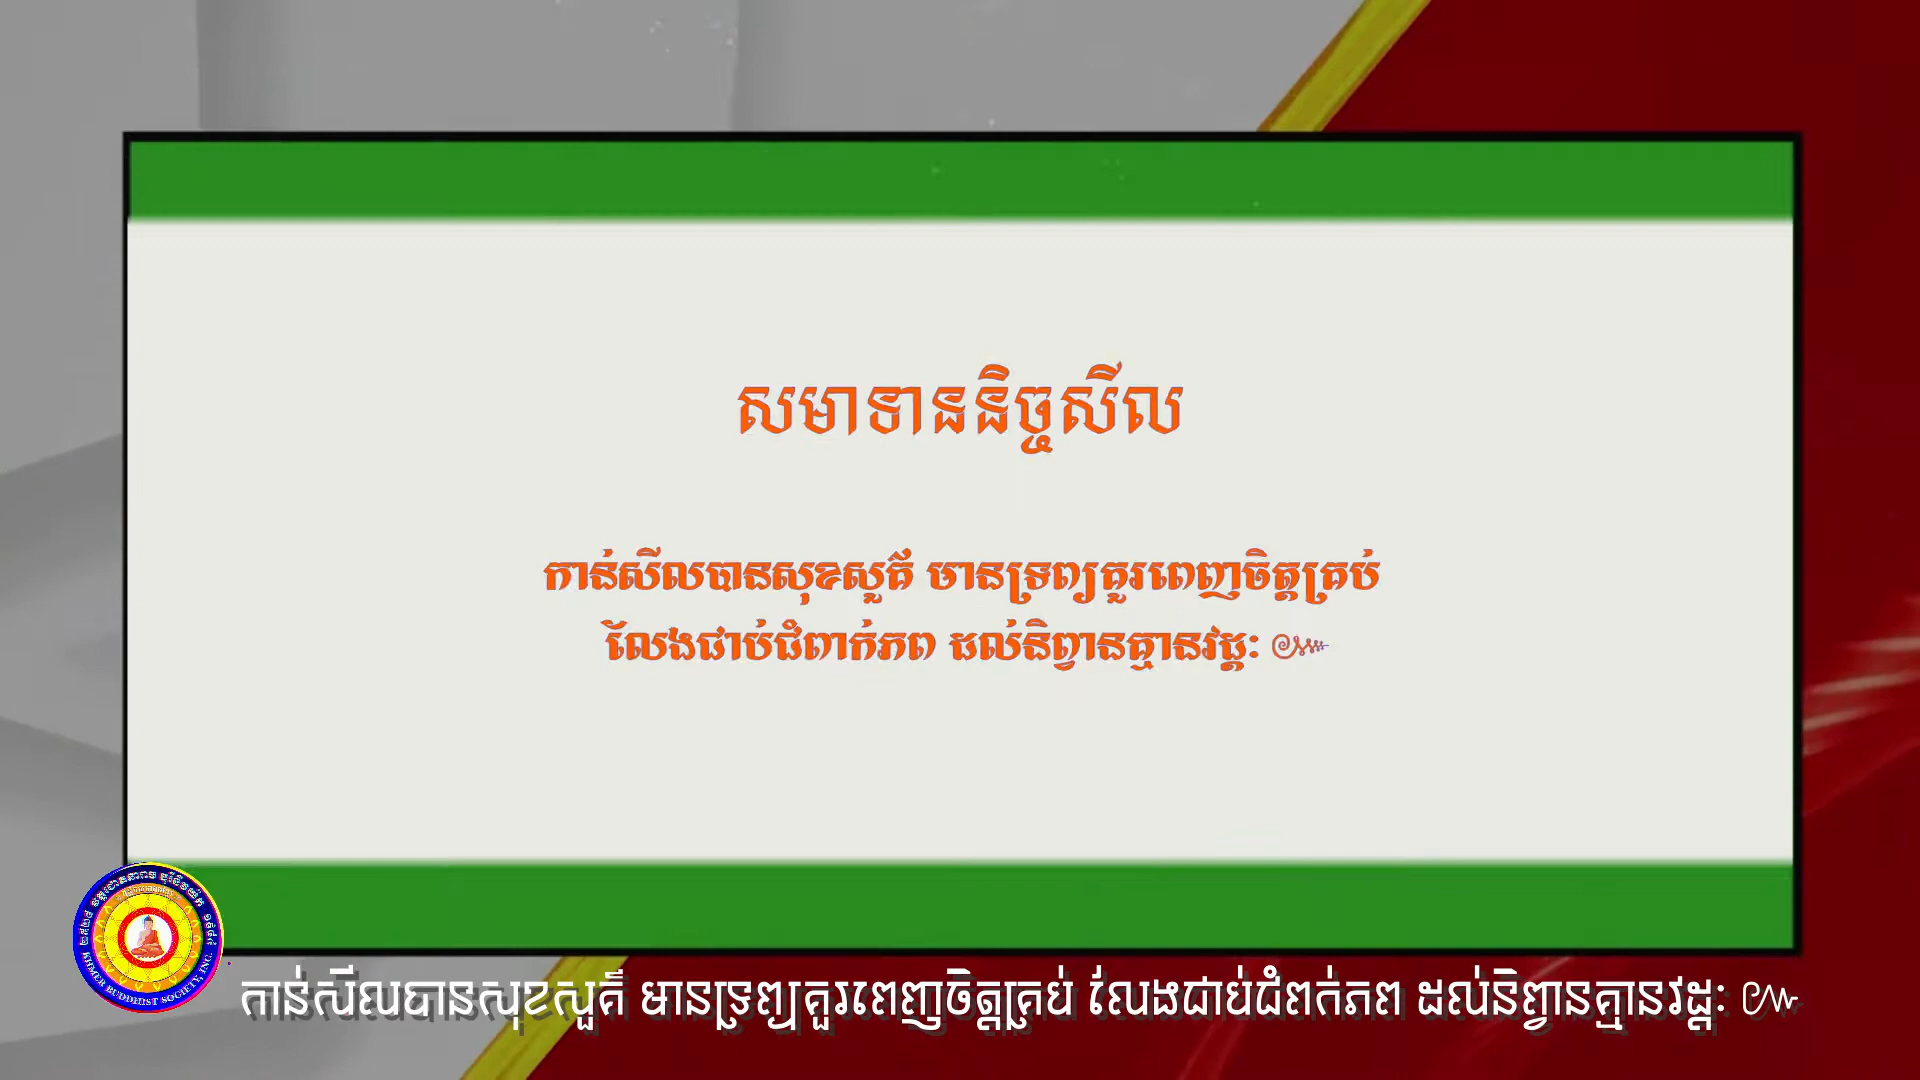 សមាទាននិច្ចសីល
កាន់សីលបានសុខសួគ៌ មានទ្រព្យគួរពេញចិត្តគ្រប់
លែងជាប់ជំពាក់ភព ដល់និព្វានគ្មានវដ្តៈ ៚
KHMER BUDDHIST SOCIETY, INC.
កាន់សីលបានសុខសួគ៌ មានទ្រព្យគួរពេញចិត្តគ្រប់ លែងជាប់ជំពក់ភព ដល់និព្វានគ្មានវដ្តៈ ៚